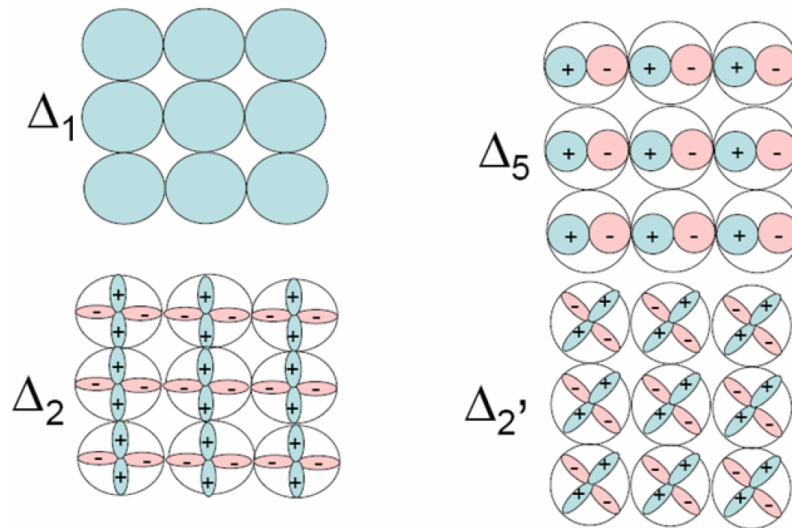 Δ1
Δ5
+ - + - + -
+ - + - + -
+ - + - + -
Δ2
+ + +
- - - - - -
+ + +
+ + +
- - - - - -
+ + +
+ + +
- - - - - -
+ + +
Δ2'
- + - + - +
+ - + - + -
- + - + - +
+ - + - + -
- + - + - +
+ - + - + -